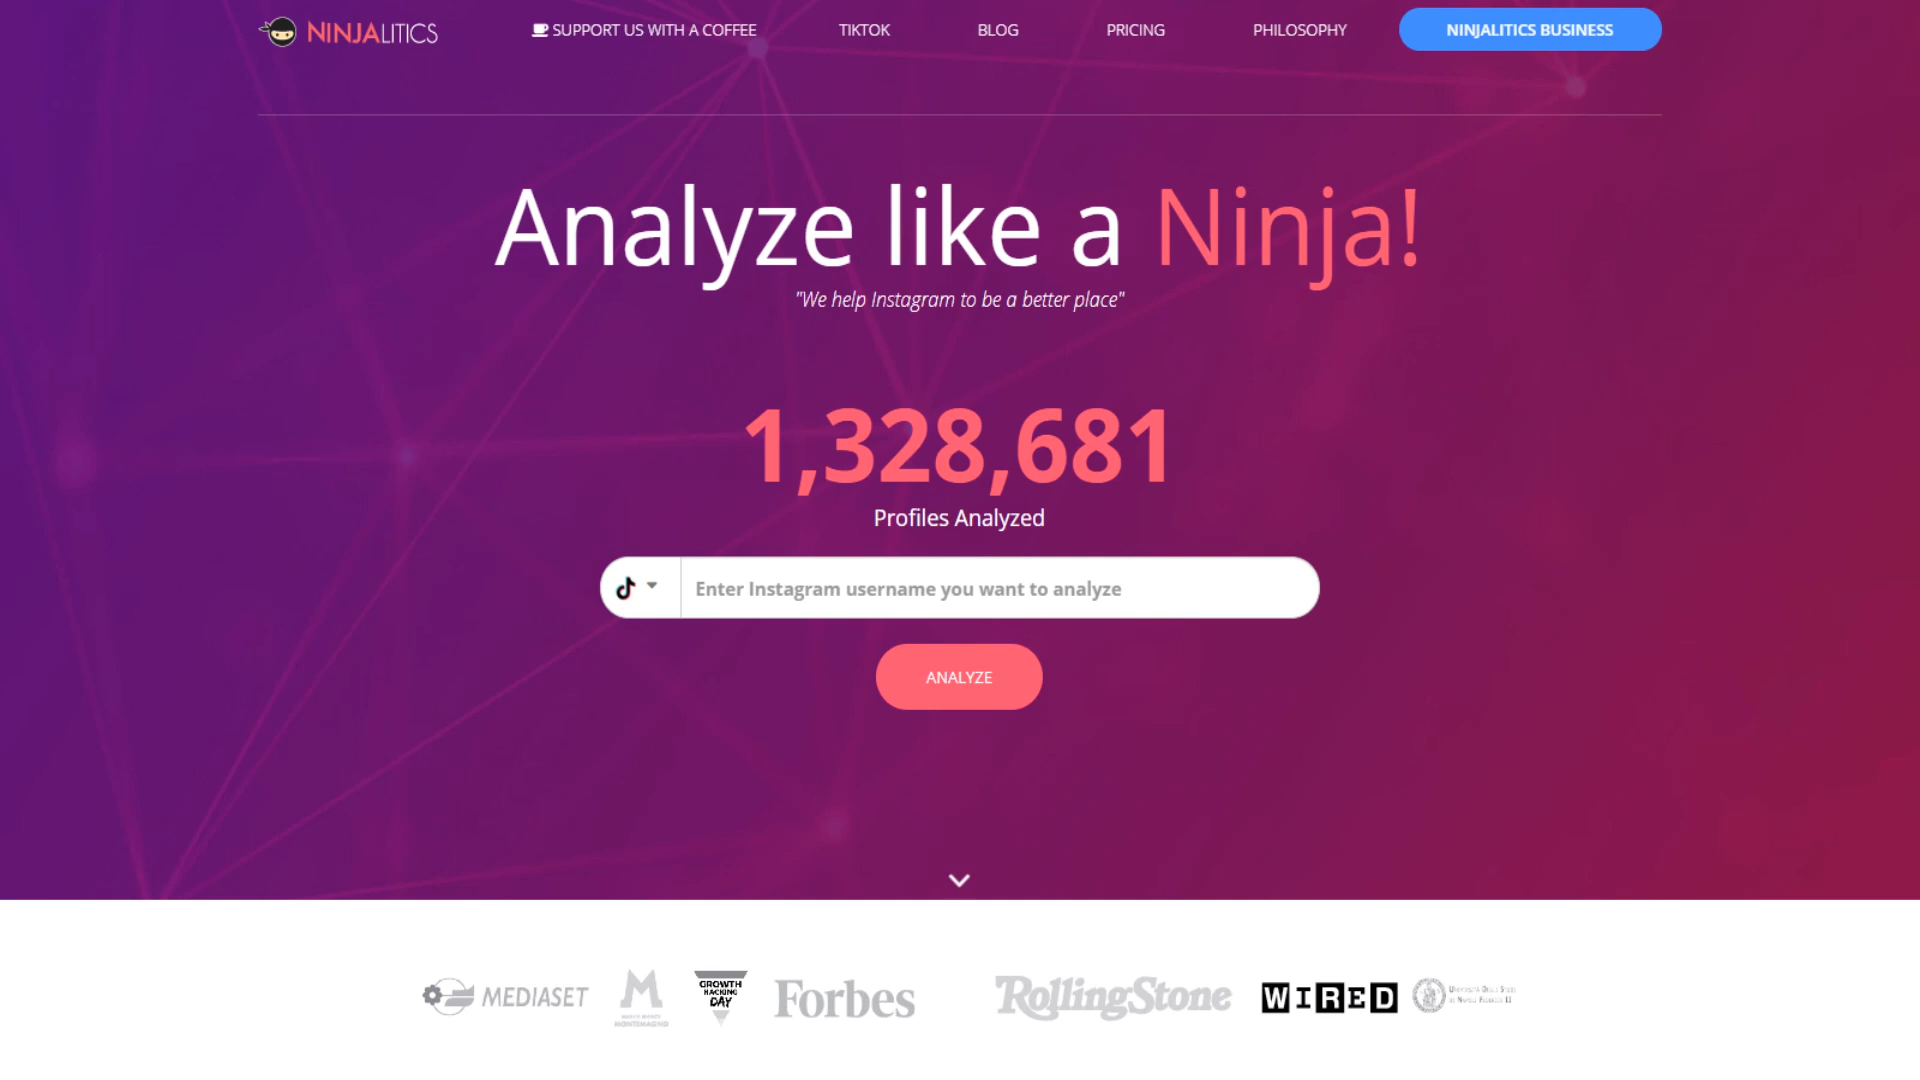 NINJALITICS
SUPPORT US WITH A COFFEE
TIKTOK
BLOG
PRICING
PHILOSOPHY
NINJALITICS BUSINESS
Analyze like a Ninja!
"We help Instagram to be a better place"
1,328,681
Profiles Analyzed
Enter Instagram username you want to analyze
ANALYZE
MEDIASET
M
MONTEMAGNO
GROWTH
HACKING
DAY
Forbes
RollingStone
WIRED